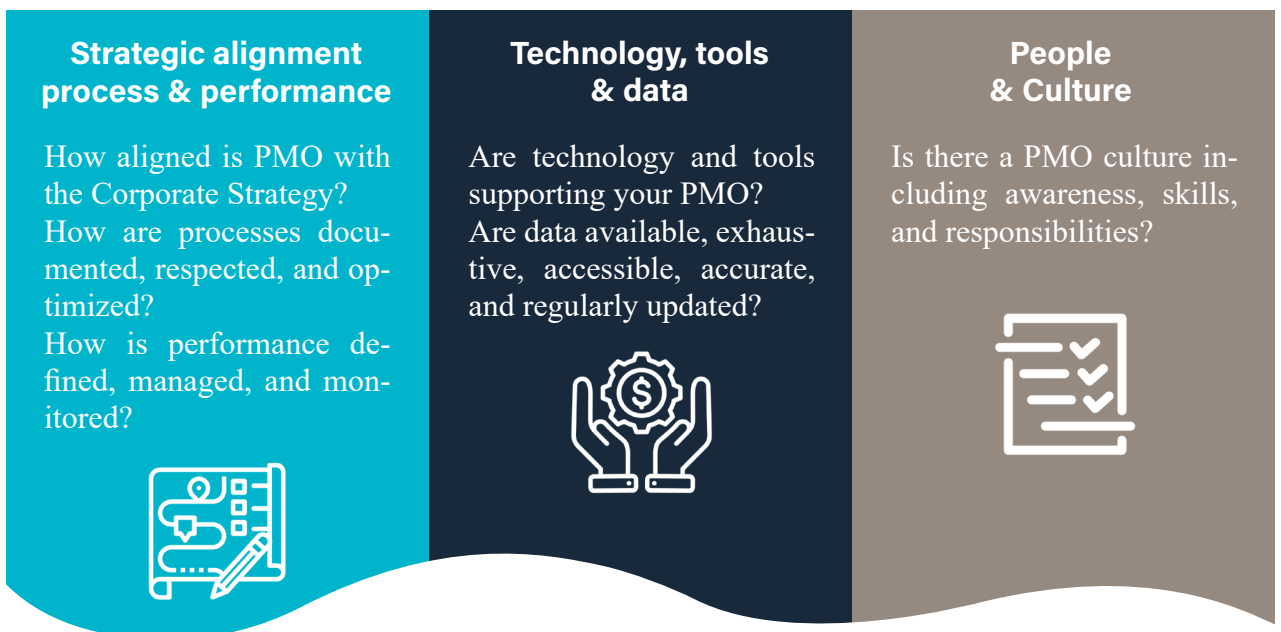 Strategic alignment
process & performance
How aligned is PMO with
the Corporate Strategy?
How are processes docu-
mented, respected, and op-
timized?
How is performance de-
fined, managed, and mon-
itored?
Technology, tools
& data
Are technology and tools
supporting your PMO?
Are data available, exhaus-
tive, accessible, accurate,
and regularly updated?
$
People
& Culture
Is there a PMO culture in-
cluding awareness, skills,
and responsibilities?